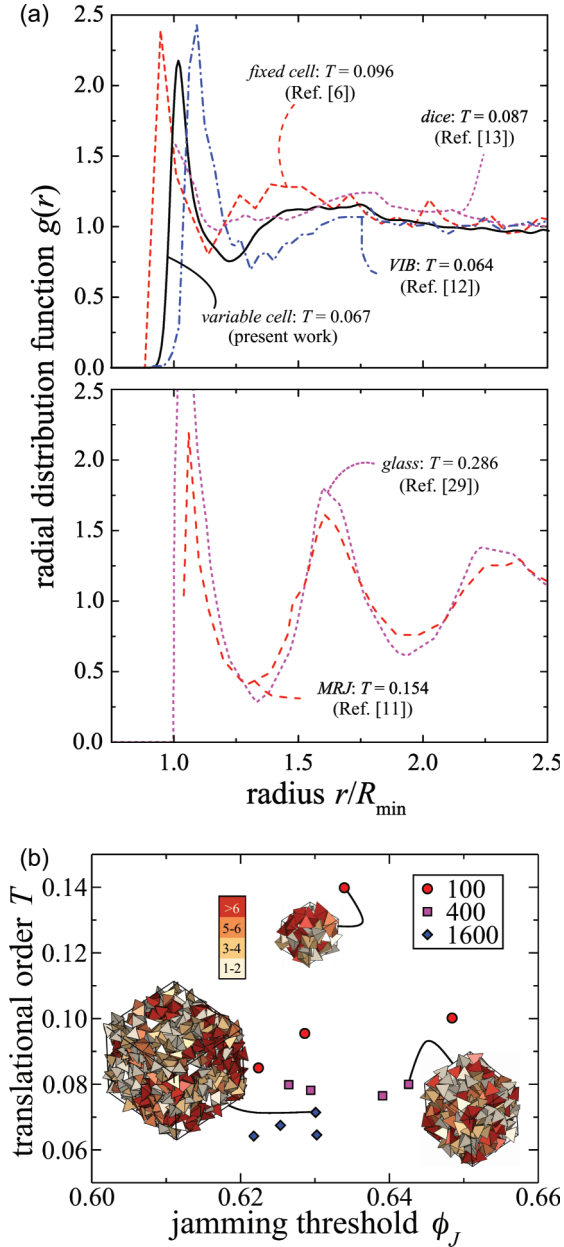 (a)
2.5
2.0
1.5
1.0
0.5
0.0
fixed cell: T = 0.096
(Ref. [6])
dice: T = 0.087
(Ref. [13])
VIB: T = 0.064
(Ref. [12])
variable cell: T = 0.067
(present work)
radial distribution function g(r)
2.5
2.0
1.5
1.0
0.5
0.0
glass: T = 0.286
(Ref. [29])
MRJ: T = 0.154
(Ref. [11])
1.0 1.5 2.0 2.5
radius r/Rmin
(b)
translational order T
0.14
0.12
0.10
0.08
0.06
>6
5-6
3-4
1-2
100
400
1600
0.60 0.62 0.64 0.66
jamming threshold ϕJ